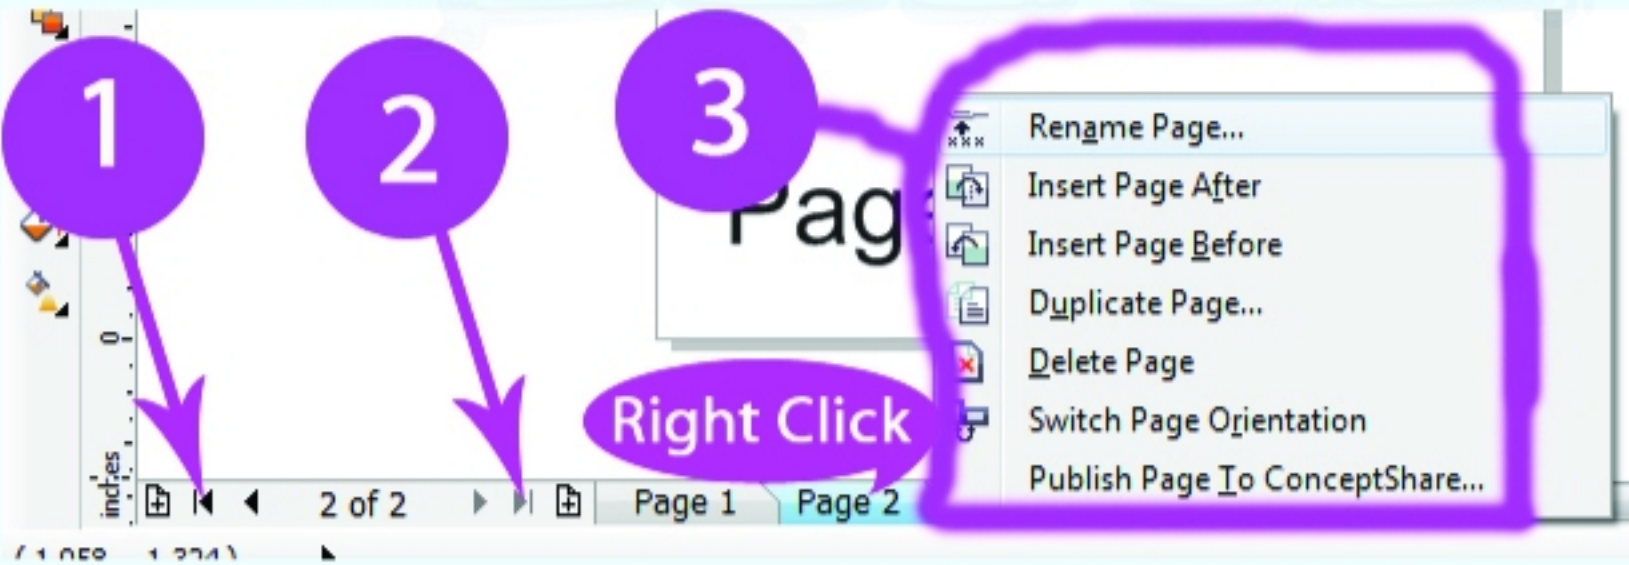 1
2
3
Pag
Rename Page...
Insert Page After
Insert Page Before
Duplicate Page...
Delete Page
Switch Page Orientation
Publish Page To ConceptShare...
Right Click
0
inches
2 of 2
Page 1
Page 2